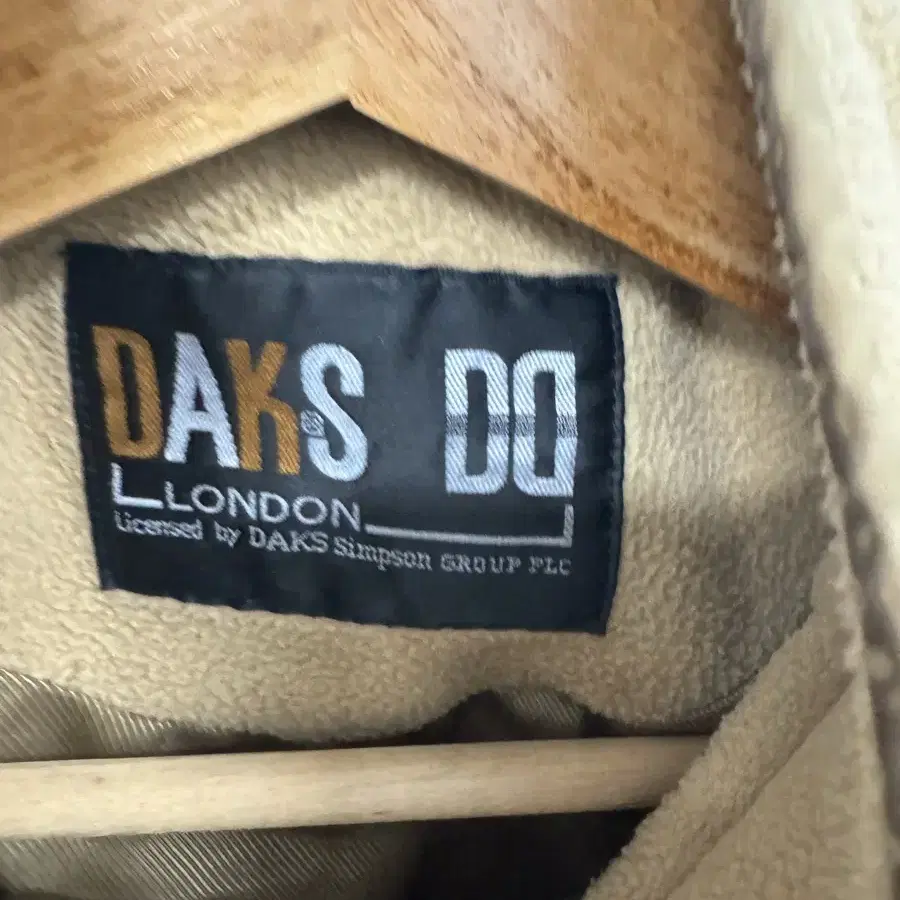 DAKS DD
LONDON
Licensed by DAKS Simpson GROUP PLC